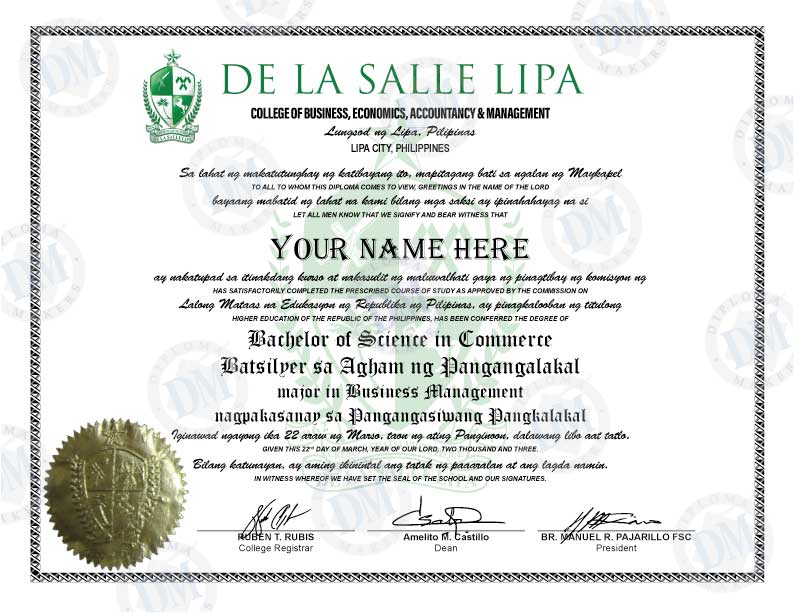 DE LA SALLE LIPA
COLLEGE OF BUSINESS, ECONOMICS, ACCOUNTANCY & MANAGEMENT
Lungsod ng Lipa, Pilipinas
LIPA CITY, PHILIPPINES
Sa lahat ng makatutunghay ng katibayang ito, mapitagang bati sa ngalan ng Maykapel
TO ALL TO WHOM THIS DIPLOMA COMES TO VIEW, GREETINGS IN THE NAME OF THE LORD
bayaang mabatid ng lahat na kami bilang mga saksi ay ipinahahayag na si
LET ALL MEN KNOW THAT WE SIGNIFY AND BEAR WITNESS THAT
YOUR NAME HERE
ay nakatupad sa itinakdang kurso at nakasulit ng maluwalhati gaya ng pinagtibay ng komisyon ng
HAS SATISFACTORILY COMPLETED THE PRESCRIBED COURSE OF STUDY AS APPROVED BY THE COMMISSION ON
Lalong Mataas na Edukasyon ng Republika ng Pilipinas, ay pinagkalooban ng titulong
HIGHER EDUCATION OF THE REPUBLIC OF THE PHILIPPINES, HAS BEEN CONFERRED THE DEGREE OF
Bachelor of Science in Commerce
Batsilyer sa Agham ng Pangangalakal
major in Business Management
nagpakasanay sa Pangangasiwang Pangkalakal
Iginawad ngayong ika 22 araw ng Marso, taon ng ating Panginoon, dalawang libo aat tatlo.
GIVEN THIS 22ND DAY OF MARCH, YEAR OF OUR LORD, TWO THOUSAND AND THREE.
Bilang katunayan, ay aming ikinintal ang tatak ng paaaralan at ang lagda namin.
IN WITNESS WHEREOF WE HAVE SET THE SEAL OF THE SCHOOL AND OUR SIGNATURES.
RUBEN T. RUBIS
College Registrar
Amelito M. Castillo
Dean
BR. MANUEL R. PAJARILLO FSC
President
DIPLOMA
DM
MAKERS